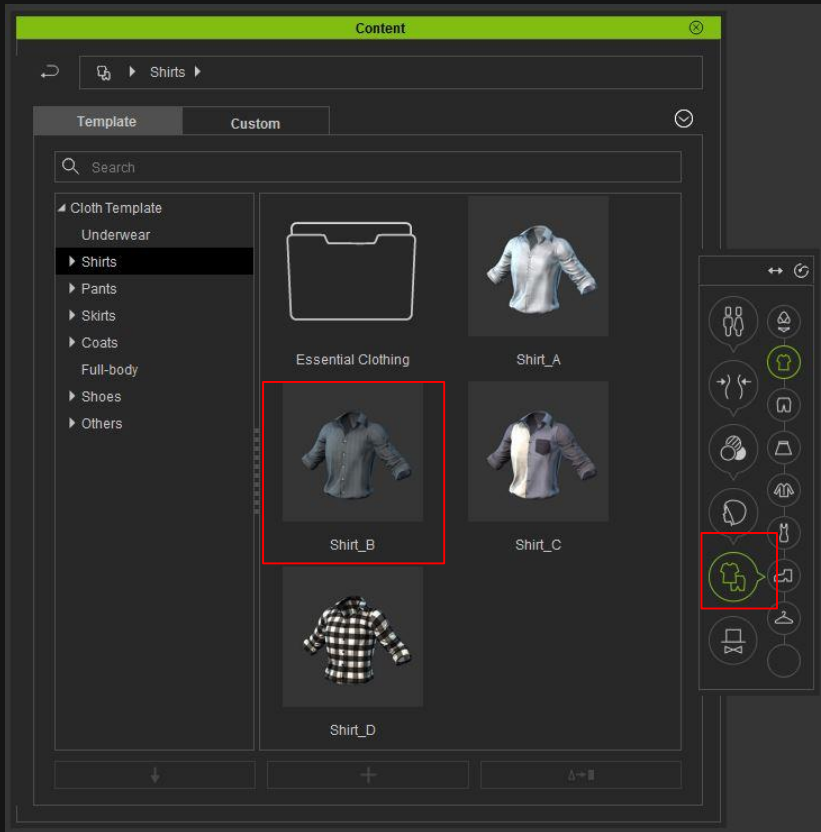 Content
Shirts
Template
Custom
Search
Cloth Template
Underwear
Shirts
Pants
Skirts
Coats
Full-body
Shoes
Others
Essential Clothing
Shirt_A
Shirt_B
Shirt_C
Shirt_D